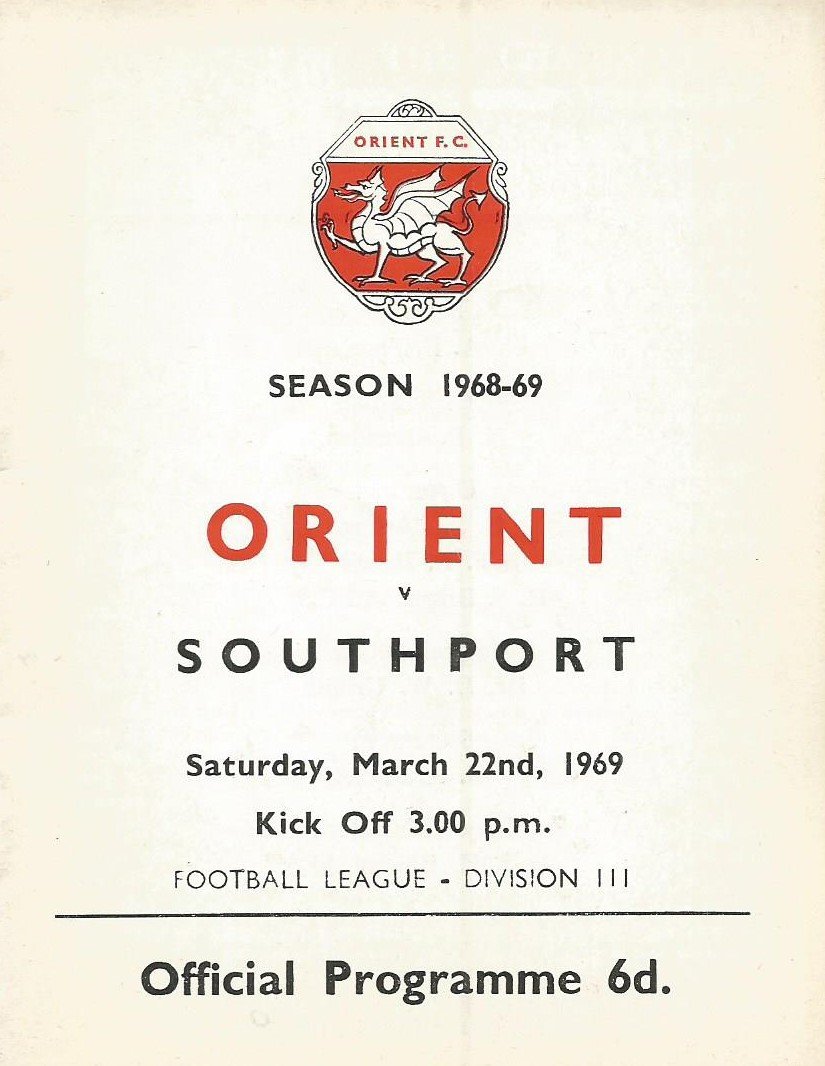 ORIENT F.C.
SEASON 1968-69
ORIENT
v
SOUTHPORT
Saturday, March 22nd, 1969
Kick Off 3.00 p.m.
FOOTBALL LEAGUE - DIVISION III
Official Programme 6d.